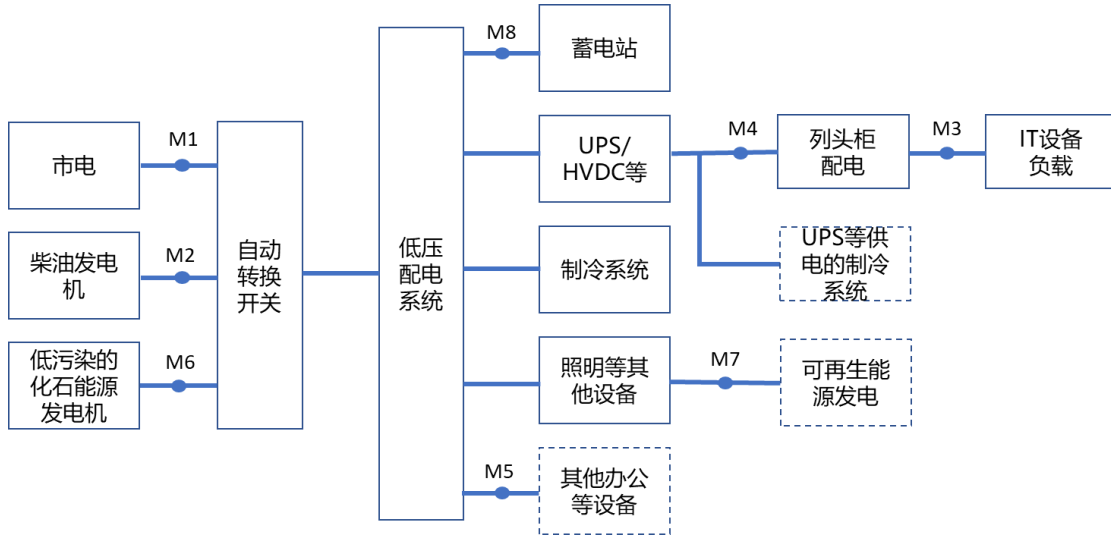 M8
蓄电站
M1
市电
UPS/
HVDC等
M4
列头柜
配电
M3
IT设备
负载
柴油发电
机
M2
自动
转换
开关
低压
配电
系统
制冷系统
UPS等供
电的制冷
系统
低污染的
化石能源
发电机
M6
照明等其
他设备
M7
可再生能
源发电
M5
其他办公
等设备